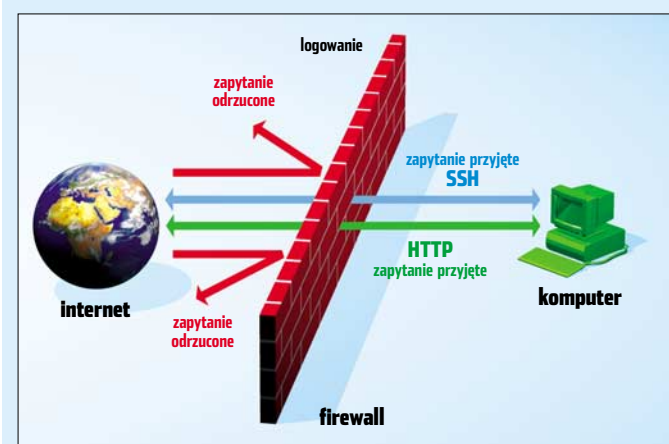 logowanie
zapytanie
odrzucone
zapytanie przyjęte
SSH
HTTP
zapytanie przyjęte
internet
komputer
zapytanie
odrzucone
firewall